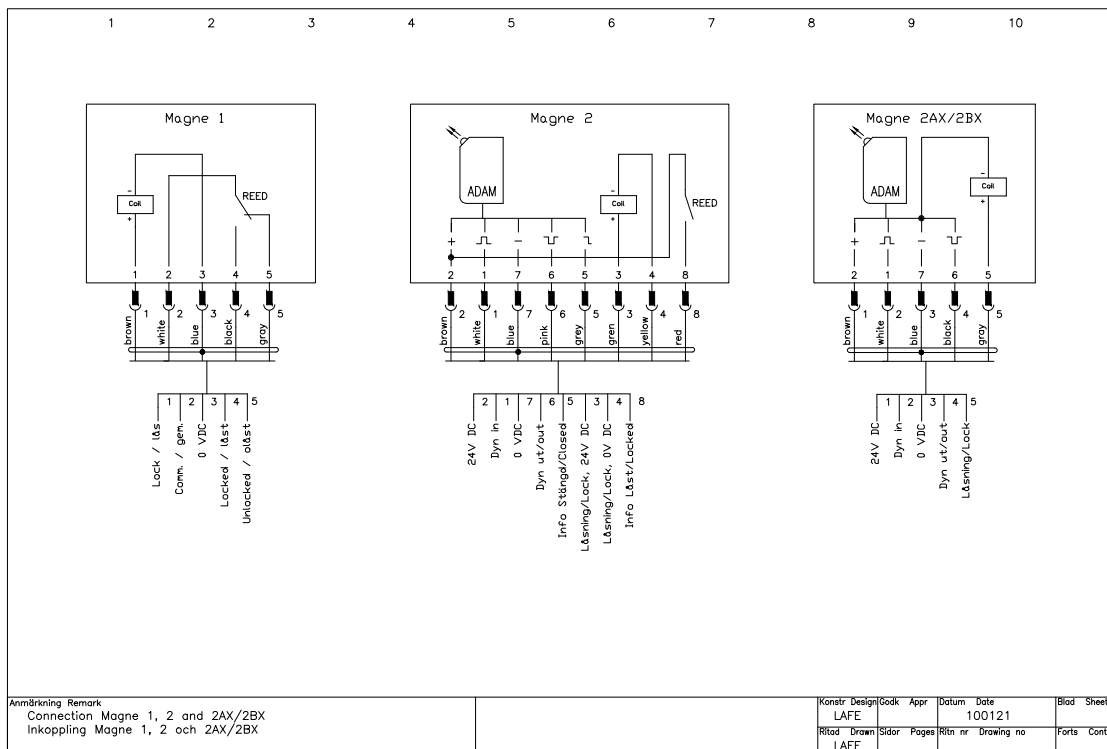 1 2 3 4 5 6 7 8 9 10
Magne 1
-
Coil
+
REED
1 2 3 4 5
1 2 3 4 5
brown
white
blue
black
gray
1 2 3 4 5
Lock / lås
Comm. / gem.
0 VDC
Locked / låst
Unlocked / olåst
Magne 2
ADAM
-
Coil
+
REED
+ -
2 1 7 6 5 3 4 8
2 1 7 6 5 3 4 8
brown
white
blue
pink
grey
gren
yellow
red
2 1 7 6 5 3 4 8
24V DC
Dyn in
0 VDC
Dyn ut/out
Info Stängd/Closed
Låsning/Lock, 24V DC
Låsning/Lock, 0V DC
Info Låst/Locked
Magne 2AX/2BX
ADAM
-
Coil
+
+ -
2 1 7 6 5
1 2 3 4 5
brown
white
blue
black
gray
1 2 3 4 5
24V DC
Dyn in
0 VDC
Dyn ut/out
Låsning/Lock
Anmärkning Remark
Connection Magne 1, 2 and 2AX/2BX
Inkoppling Magne 1, 2 och 2AX/2BX
Konstr Design Godk Appr Datum Date Blad Sheet
LAFE 100121
Ritad Drawn Sidor Pages Ritn nr Drawing no Forts Cont
LAFE